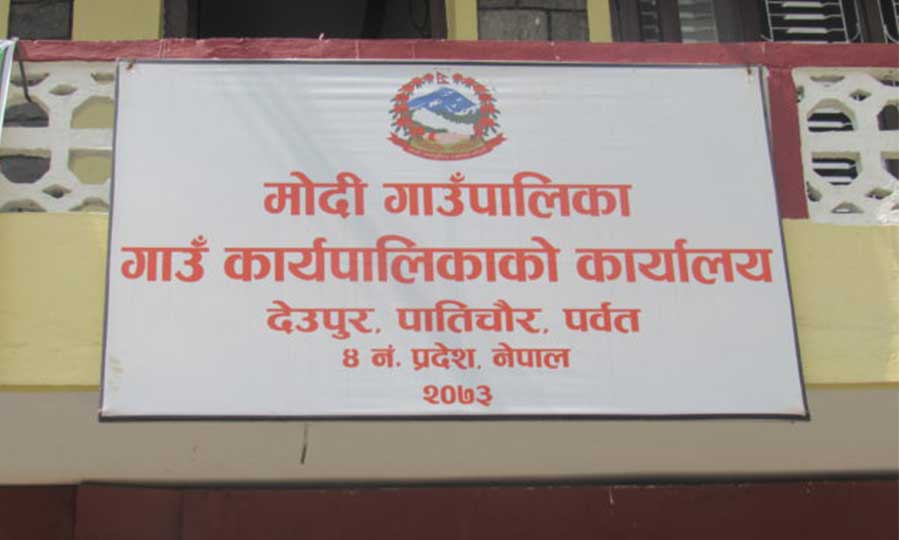 मोदी गाउँपालिका
गाउँ कार्यपालिकाको कार्यालय
देउपुर, पातिचौर, पर्वत
४ नं. प्रदेश, नेपाल
२०७३